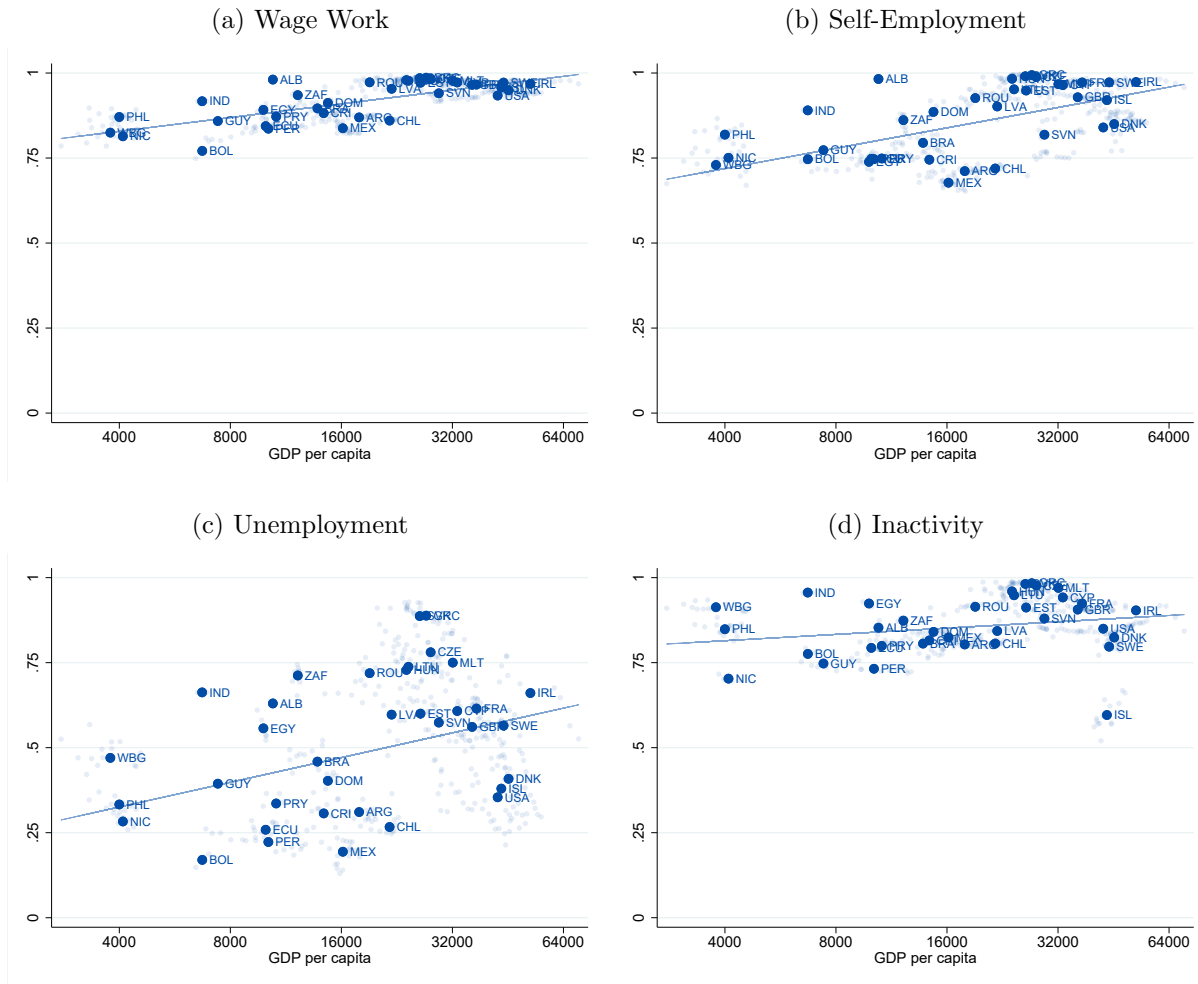 (a) Wage Work
1
.75
.5
.25
0
ALB
IND
ZAF
PHL
EGY
DOM
GUY
PRY
CRI
ARG
NIC
PER
MEX
CHL
BOL
ROU
LVA
SVN
MLT
IRL
USA
4000 8000 16000 32000 64000
GDP per capita
(b) Self-Employment
1
.75
.5
.25
0
ALB
IND
ZAF
DOM
ROU
LVA
PHL
BRA
NIC
WBG
GUY
BOL
CRI
ARG
CHL
MEX
SVN
GBR
ISL
DNK
USA
IRL
4000 8000 16000 32000 64000
GDP per capita
(c) Unemployment
1
.75
.5
.25
0
GRC
CZE
MLT
ZAF
ROU
HUN
IND
ALB
IRL
LVA
EST
FRA
EGY
SVN
GBR
SWE
WBG
BRA
GUY
DOM
DNK
ISL
USA
PHL
PRY
NIC
CRI
ARG
ECU
CHL
PER
MEX
BOL
4000 8000 16000 32000 64000
GDP per capita
(d) Inactivity
1
.75
.5
.25
0
IND
GRC
MLT
HUN
LTU
CYP
WBG
EGY
ROU
EST
FRA
GBR
IRL
ZAF
SVN
PHL
ALB
DOM
LVA
USA
MEX
DNK
PRY
BRA
ARG
CHL
SWE
BOL
GUY
PER
NIC
ISL
4000 8000 16000 32000 64000
GDP per capita